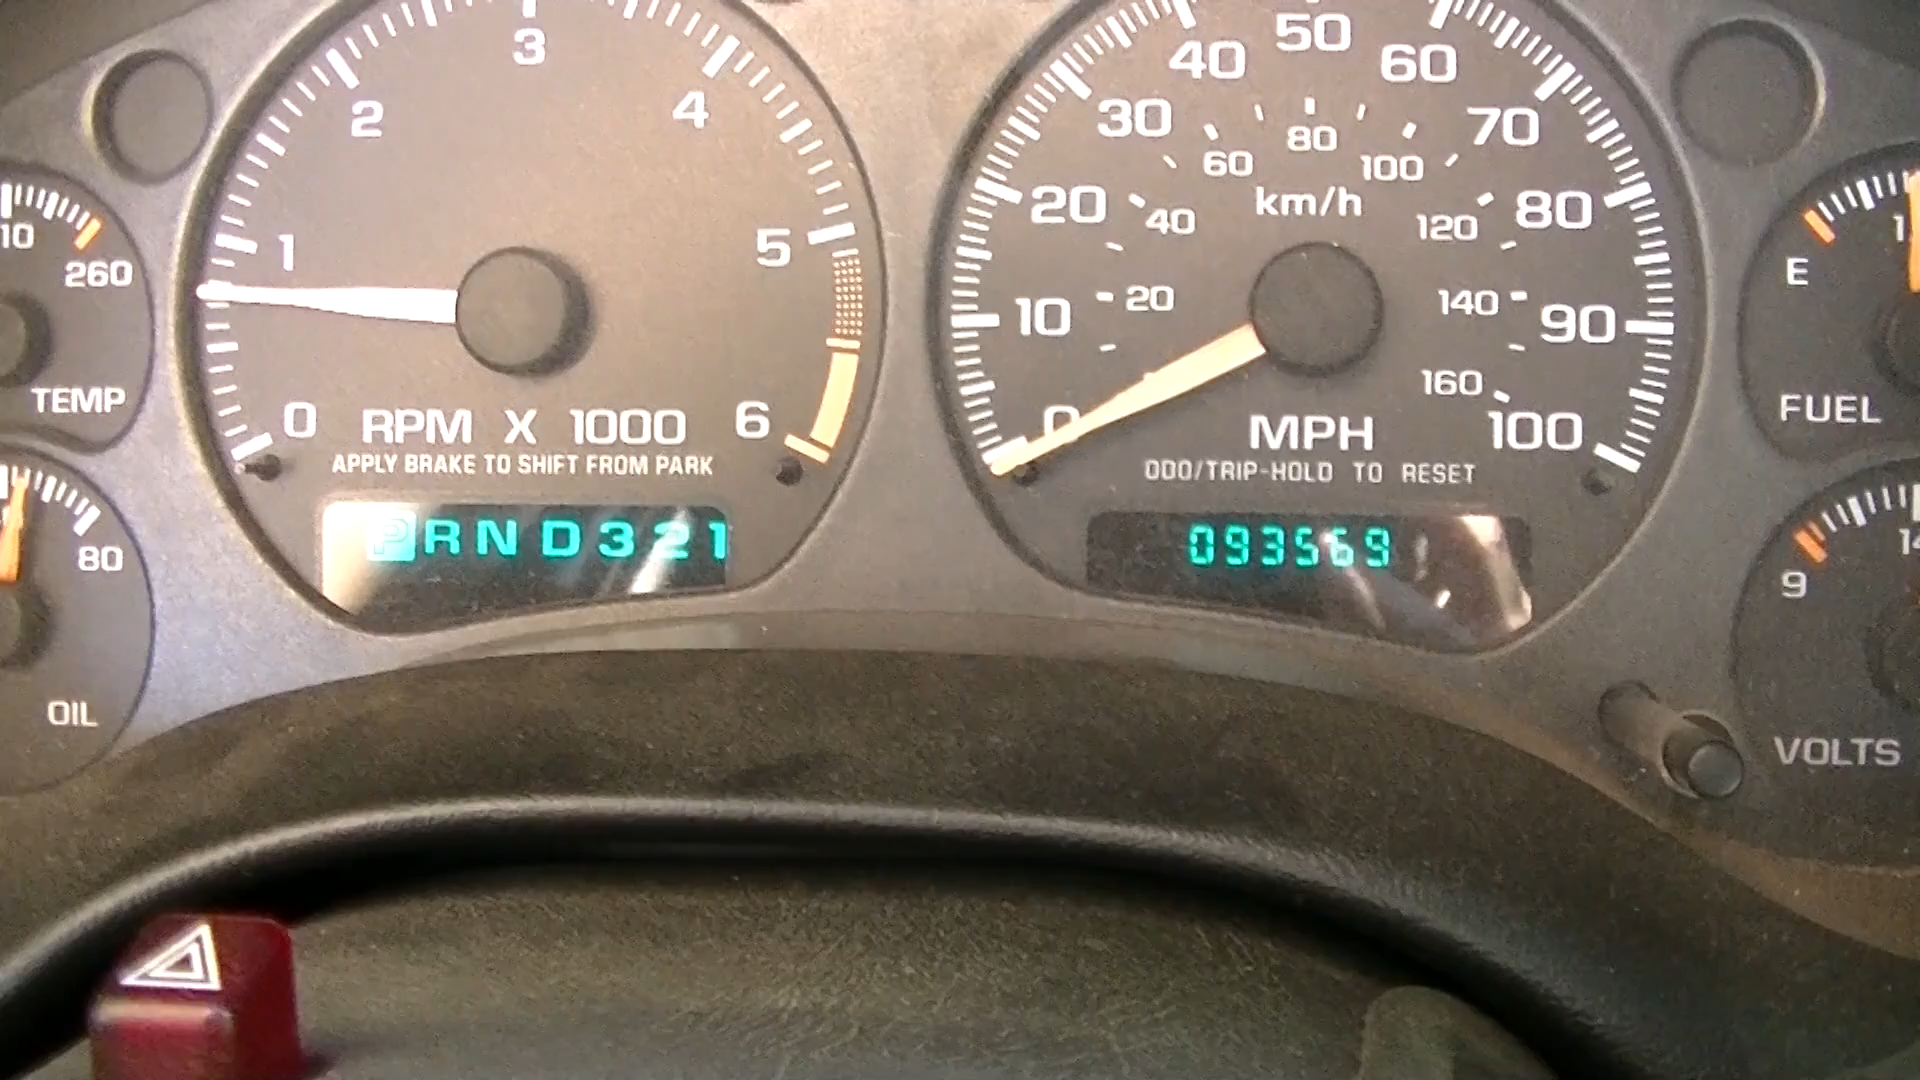 3
50
2
4
40
60
30
70
1
5
20
80
10
90
0
6
0
100
60
80
100
40
km/h
120
20
140
160
RPM X 1000
APPLY BRAKE TO SHIFT FROM PARK
MPH
ODO/TRIP-HOLD TO RESET
PRND321
093569
10
260
TEMP
80
OIL
E
FUEL
9
VOLTS